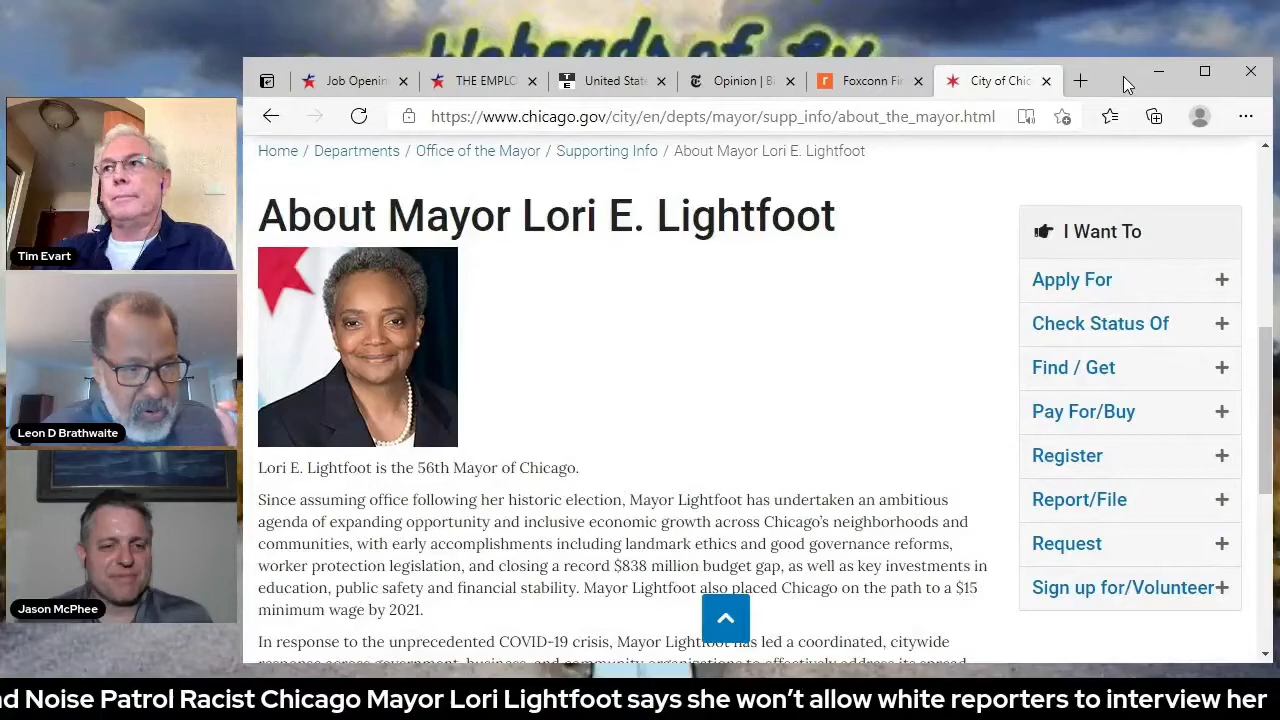 Job Openin
THE EMPLO
United State
Opinion | B
Foxconn Fir
City of Chic
https://www.chicago.gov/city/en/depts/mayor/supp_info/about_the_mayor.html
Home / Departments / Office of the Mayor / Supporting Info / About Mayor Lori E. Lightfoot
About Mayor Lori E. Lightfoot
Lori E. Lightfoot is the 56th Mayor of Chicago.
Since assuming office following her historic election, Mayor Lightfoot has undertaken an ambitious
agenda of expanding opportunity and inclusive economic growth across Chicago’s neighborhoods and
communities, with early accomplishments including landmark ethics and good governance reforms,
worker protection legislation, and closing a record $838 million budget gap, as well as key investments in
education, public safety and financial stability. Mayor Lightfoot also placed Chicago on the path to a $15
minimum wage by 2021.
In response to the unprecedented COVID-19 crisis, Mayor Lightfoot has led a coordinated, citywide
I Want To
Apply For
Check Status Of
Find / Get
Pay For/Buy
Register
Report/File
Request
Sign up for/Volunteer
Tim Evart
Leon D Brathwaite
Jason McPhee
d Noise Patrol Racist Chicago Mayor Lori Lightfoot says she won’t allow white reporters to interview her